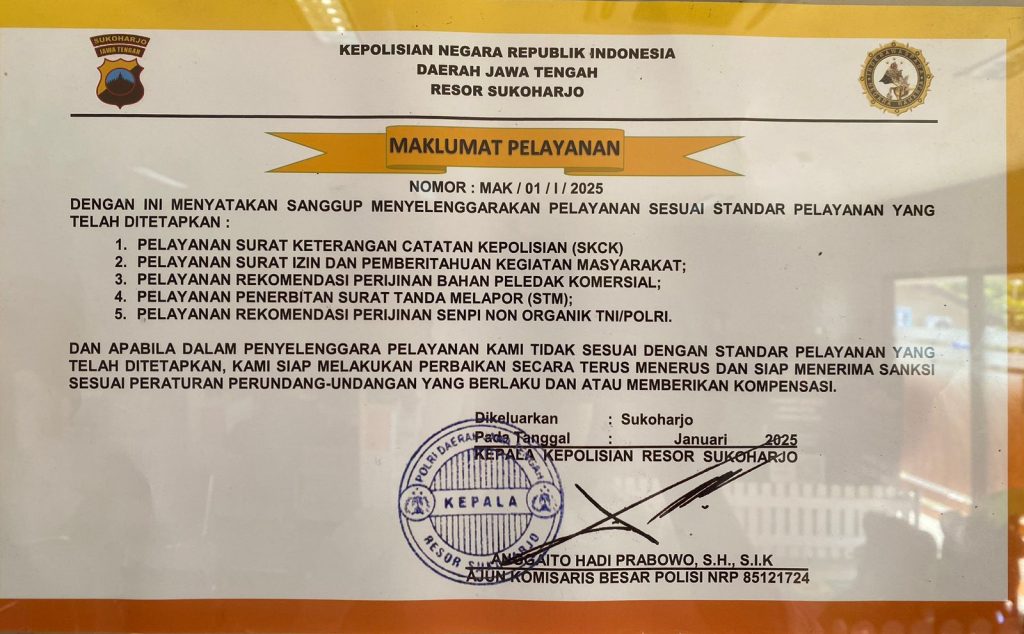 SUKOHARJO
JAWA TENGAH
KEPOLISIAN NEGARA REPUBLIK INDONESIA
DAERAH JAWA TENGAH
RESOR SUKOHARJO
MAKLUMAT PELAYANAN
NOMOR : MAK / 01 / I / 2025
DENGAN INI MENYATAKAN SANGGUP MENYELENGGARAKAN PELAYANAN SESUAI STANDAR PELAYANAN YANG
TELAH DITETAPKAN :
1. PELAYANAN SURAT KETERANGAN CATATAN KEPOLISIAN (SKCK)
2. PELAYANAN SURAT IZIN DAN PEMBERITAHUAN KEGIATAN MASYARAKAT;
3. PELAYANAN REKOMENDASI PERIJINAN BAHAN PELEDAK KOMERSIAL;
4. PELAYANAN PENERBITAN SURAT TANDA MELAPOR (STM);
5. PELAYANAN REKOMENDASI PERIJINAN SENPI NON ORGANIK TNI/POLRI.
DAN APABILA DALAM PENYELENGGARA PELAYANAN KAMI TIDAK SESUAI DENGAN STANDAR PELAYANAN YANG
TELAH DITETAPKAN, KAMI SIAP MELAKUKAN PERBAIKAN SECARA TERUS MENERUS DAN SIAP MENERIMA SANKSI
SESUAI PERATURAN PERUNDANG-UNDANGAN YANG BERLAKU DAN ATAU MEMBERIKAN KOMPENSASI.
Dikeluarkan : Sukoharjo
Pada Tanggal : Januari 2025
KEPALA KEPOLISIAN RESOR SUKOHARJO
POLRI DAERAH JAWA TENGAH
KEPALA
RESOR SUKOHARJO
ANGGAITO HADI PRABOWO, S.H., S.I.K
AJUN KOMISARIS BESAR POLISI NRP 85121724